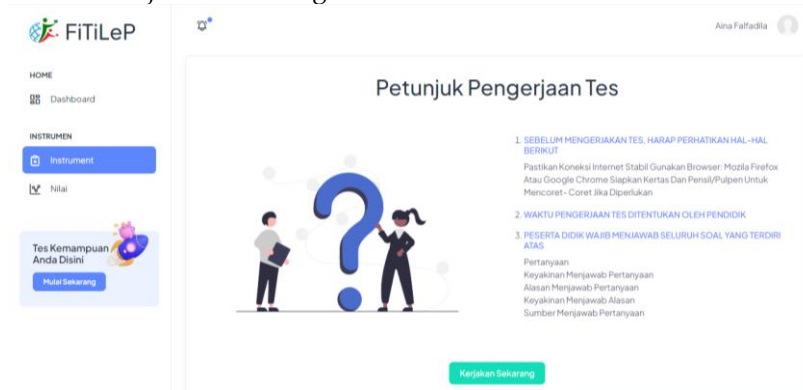 FiTiLeP
Aina Falfadila
HOME
Dashboard
INSTRUMEN
Instrument
Nilai
Tes Kemampuan
Anda Disini
Mulai Sekarang
Petunjuk Pengerjaan Tes
1. SEBELUM MENGERJAKAN TES, HARAP PERHATIKAN HAL-HAL
BERIKUT
Pastikan Koneksi Internet Stabil Gunakan Browser: Mozila Firefox
Atau Google Chrome Siapkan Kertas Dan Pensil/Pulpen Untuk
Mencoret- Coret Jika Diperlukan
2. WAKTU PENGERJAAN TES DITENTUKAN OLEH PENDIDIK
3. PESERTA DIDIK WAJIB MENJAWAB SELURUH SOAL YANG TERDIRI
ATAS
Pertanyaan
Keyakinan Menjawab Pertanyaan
Alasan Menjawab Pertanyaan
Keyakinan Menjawab Alasan
Sumber Menjawab Pertanyaan
Kerjakan Sekarang